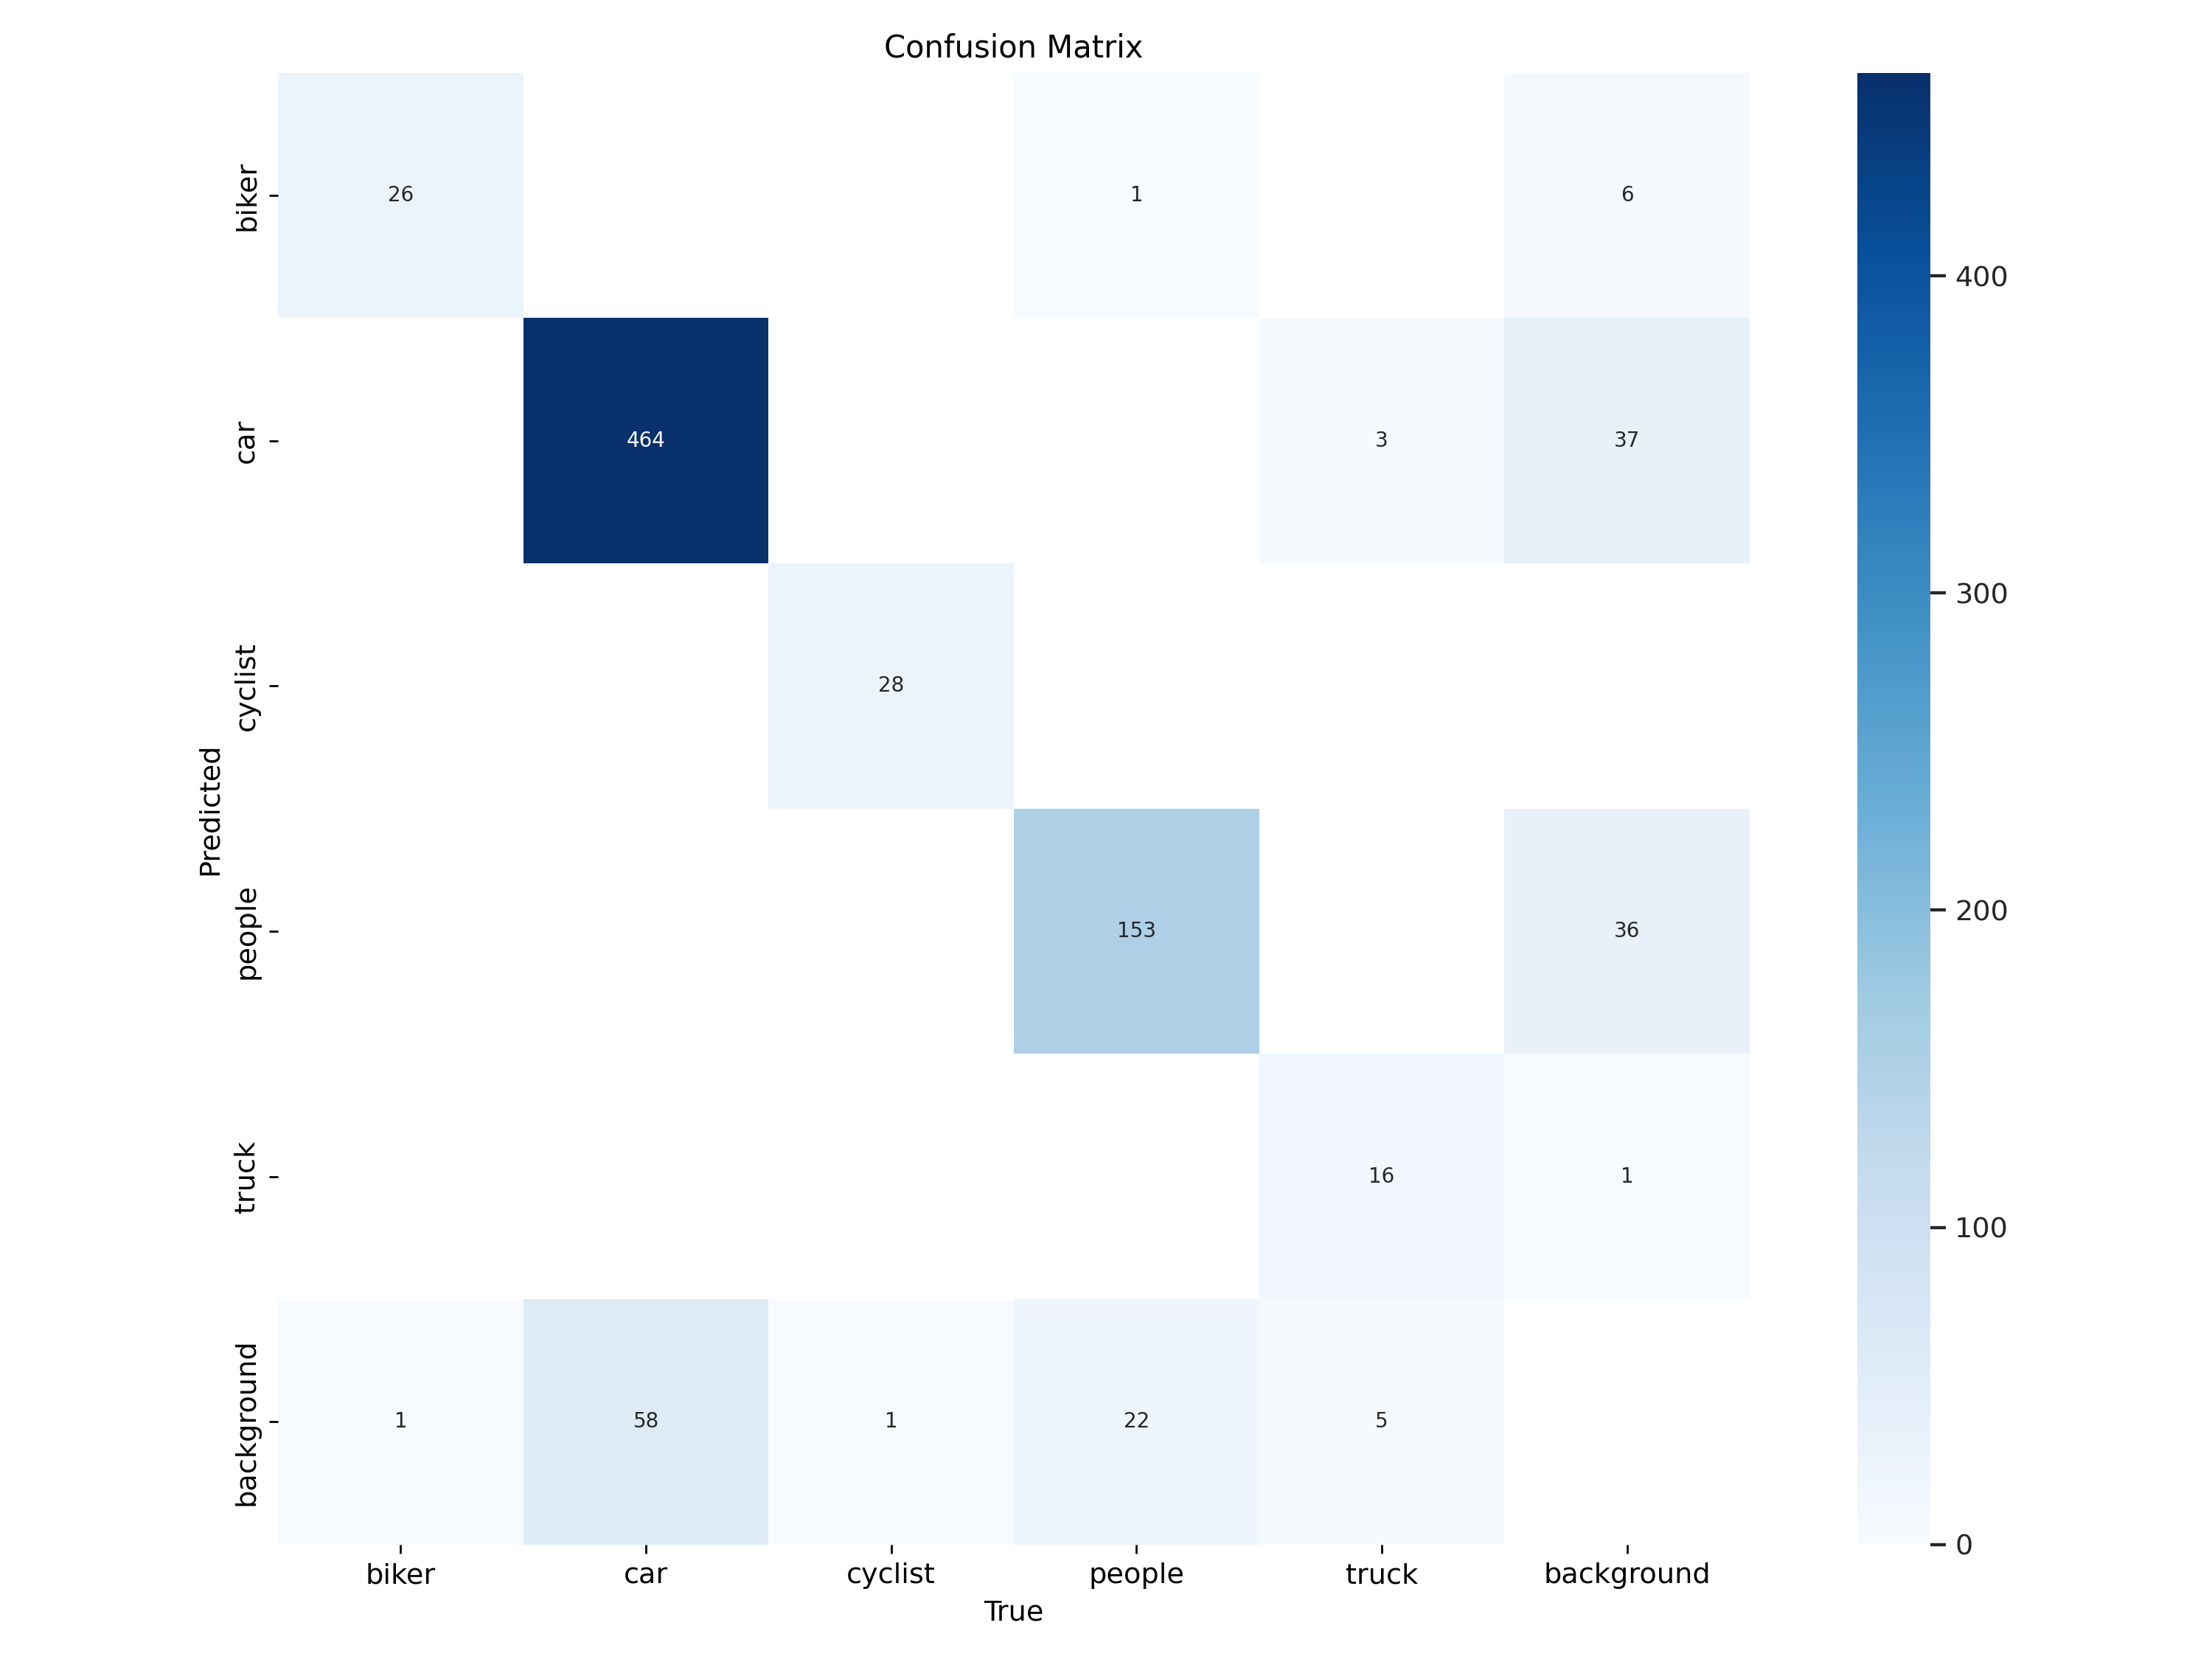 Confusion Matrix
biker
26
1
6
car
464
3
37
400
cyclist
28
300
Predicted
people
153
36
200
truck
16
1
100
background
1
58
1
22
5
0
biker
car
cyclist
people
truck
background
True